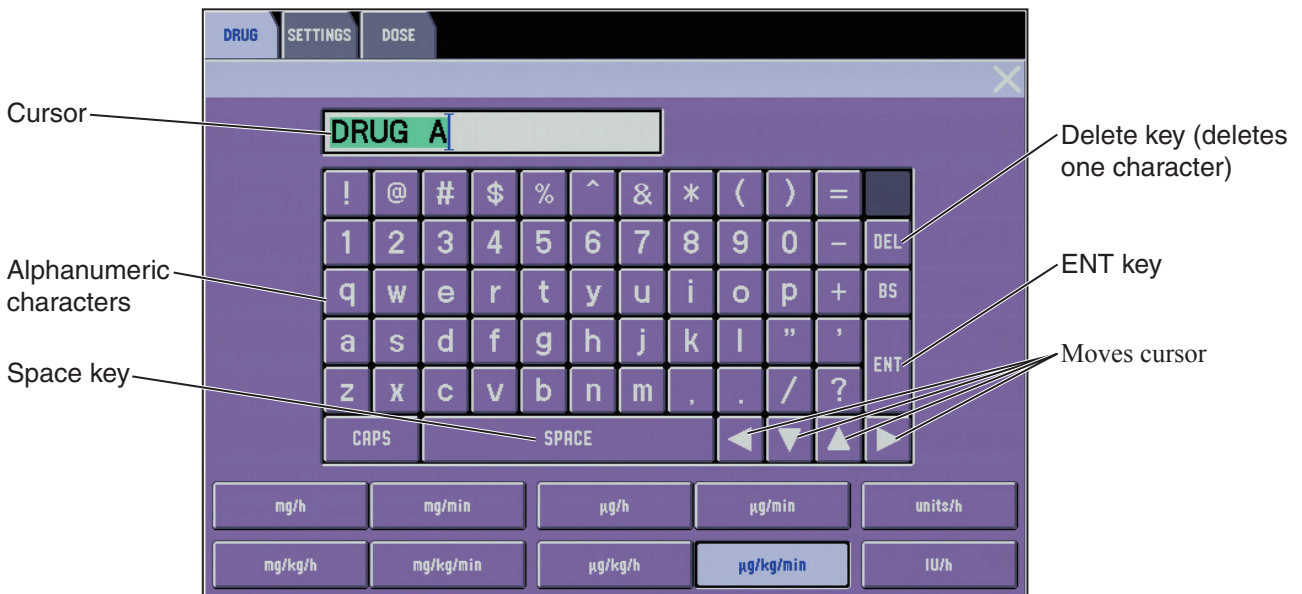 DRUG SETTINGS DOSE
Cursor
DRUG A
Delete key (deletes
one character)
! @ # $ % ^ & * ( ) =
1 2 3 4 5 6 7 8 9 0 – DEL
Alphanumeric
characters
q w e r t y u i o p + BS
ENT key
a s d f g h j k l " '
ENT
Moves cursor
Space key
z x c v b n m , . / ?
CAPS SPACE ◀ ▼ ▲ ▶
mg/h mg/min µg/h µg/min units/h
mg/kg/h mg/kg/min µg/kg/h µg/kg/min IU/h